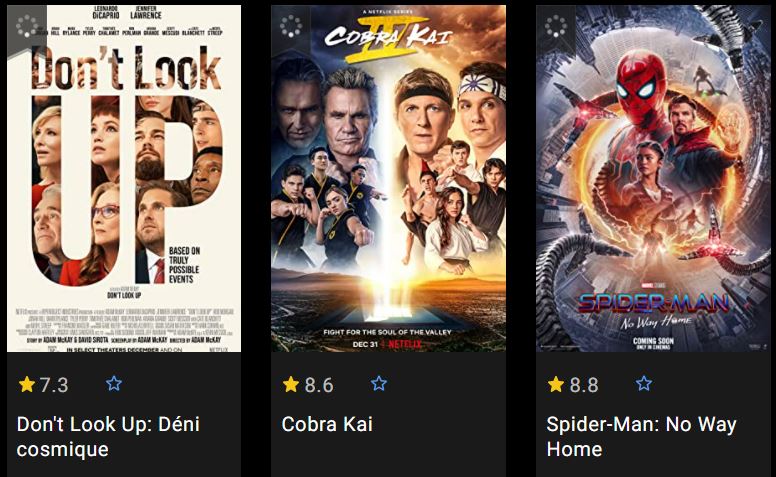 LEONARDO JENNIFER
DiCAPRIO LAWRENCE
Don't Look
UP
BASED ON
TRULY
POSSIBLE
EVENTS
DON'T LOOK UP
STORY BY ADAM McKAY & DAVID SIROTA SCREENPLAY BY ADAM McKAY DIRECTED BY ADAM McKAY
IN SELECT THEATERS DECEMBER AND ON NETFLIX
7.3
Don't Look Up: Déni
cosmique
A NETFLIX SERIES
COBRA KAI
IV
FIGHT FOR THE SOUL OF THE VALLEY
DEC 31 NETFLIX
8.6
Cobra Kai
MARVEL STUDIOS
SPIDER-MAN
No Way Home
COMING SOON
ONLY IN CINEMAS
8.8
Spider-Man: No Way
Home